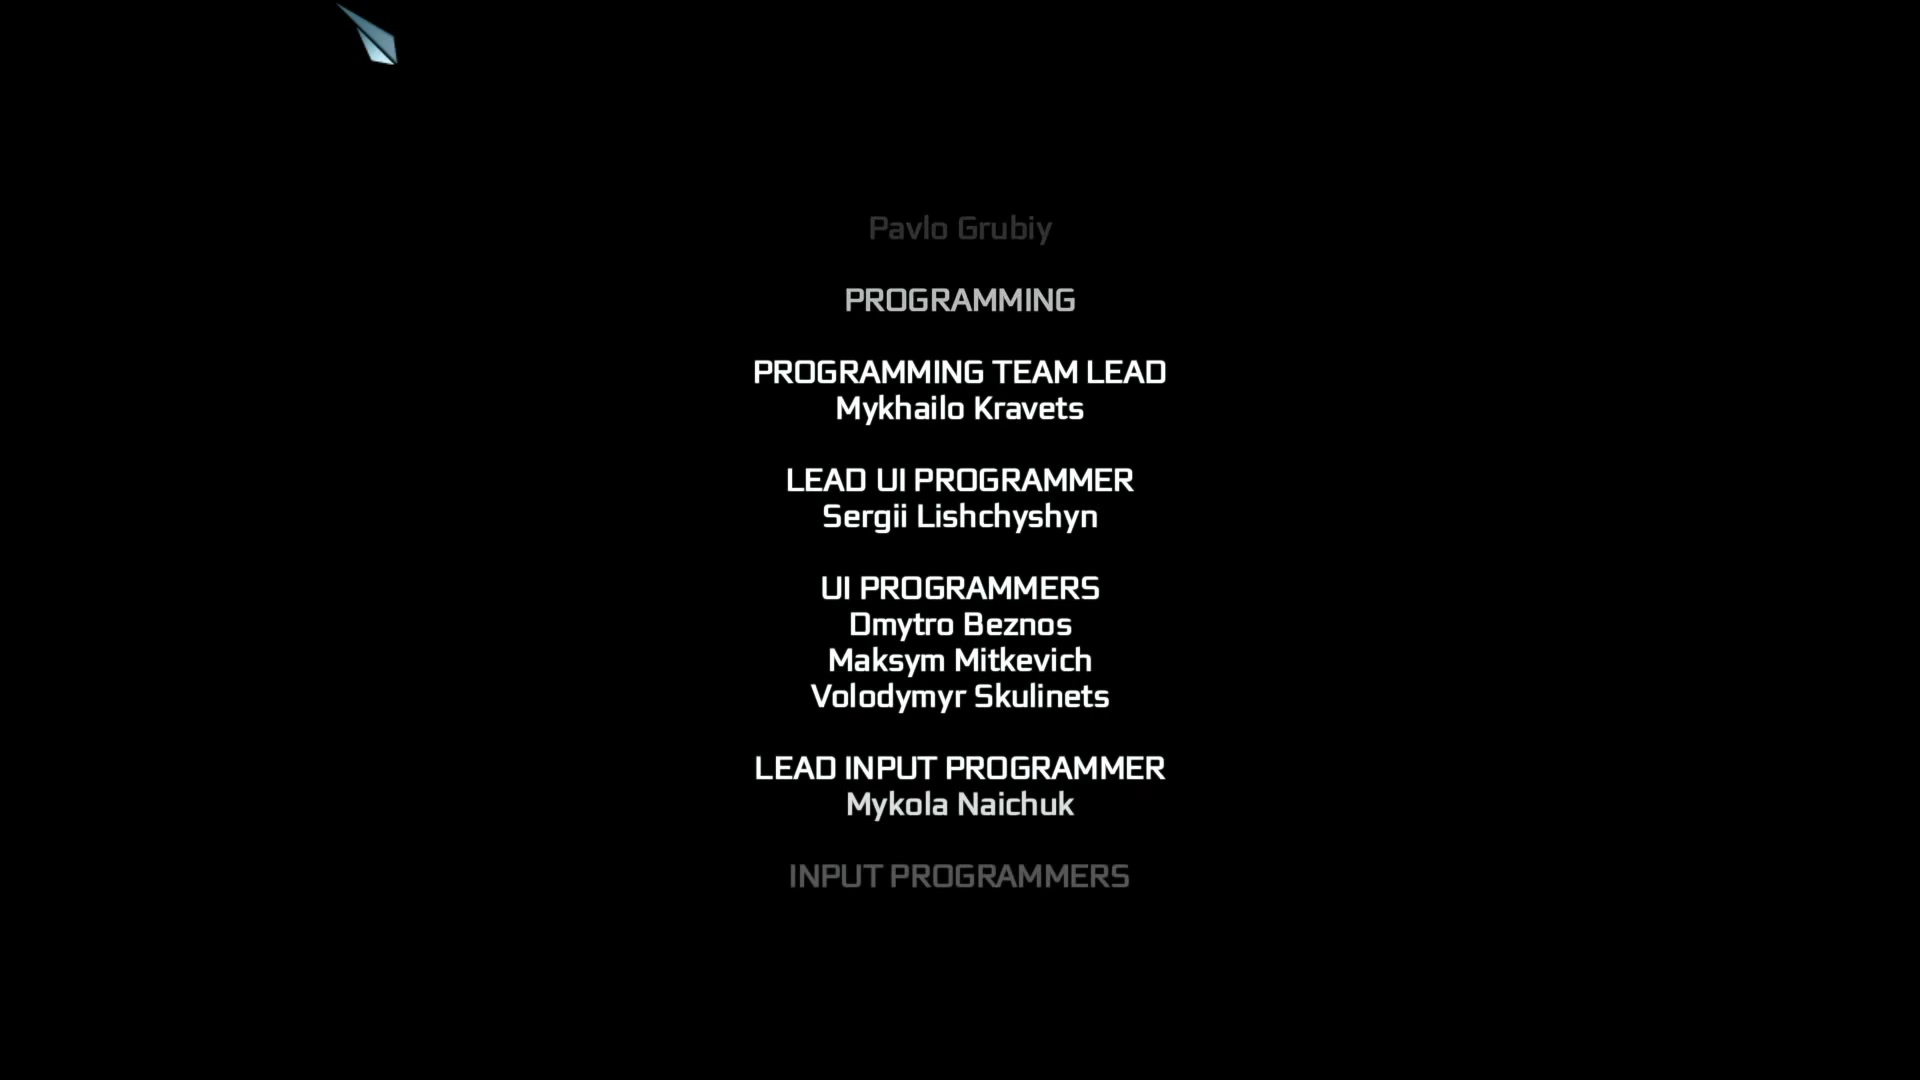 Pavlo Grubiy
PROGRAMMING
PROGRAMMING TEAM LEAD
Mykhailo Kravets
LEAD UI PROGRAMMER
Sergii Lishchyshyn
UI PROGRAMMERS
Dmytro Beznos
Maksym Mitkevich
Volodymyr Skulinets
LEAD INPUT PROGRAMMER
Mykola Naichuk
INPUT PROGRAMMERS